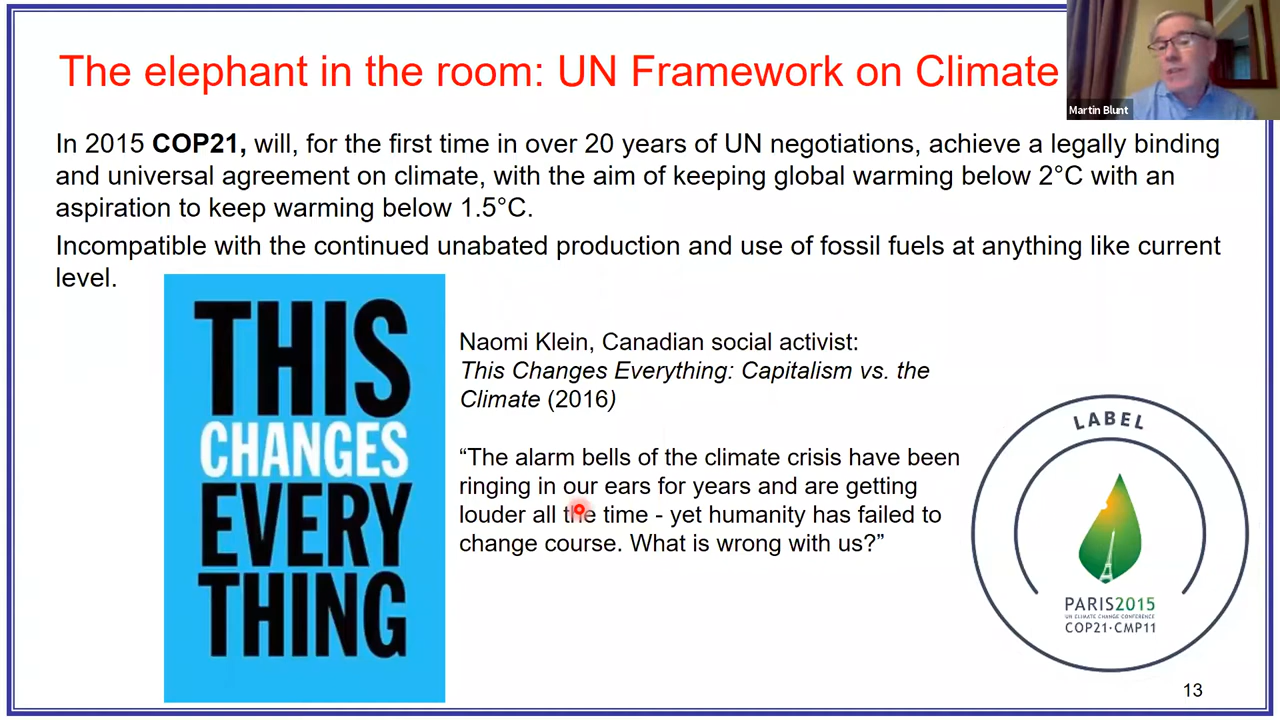 The elephant in the room: UN Framework on Climate
Martin Blunt
In 2015 COP21, will, for the first time in over 20 years of UN negotiations, achieve a legally binding
and universal agreement on climate, with the aim of keeping global warming below 2°C with an
aspiration to keep warming below 1.5°C.
Incompatible with the continued unabated production and use of fossil fuels at anything like current
level.
THIS
CHANGES
EVERY
THING
Naomi Klein, Canadian social activist:
This Changes Everything: Capitalism vs. the
Climate (2016)
“The alarm bells of the climate crisis have been
ringing in our ears for years and are getting
louder all the time - yet humanity has failed to
change course. What is wrong with us?”
LABEL
PARIS2015
UN CLIMATE CHANGE CONFERENCE
COP21·CMP11
13